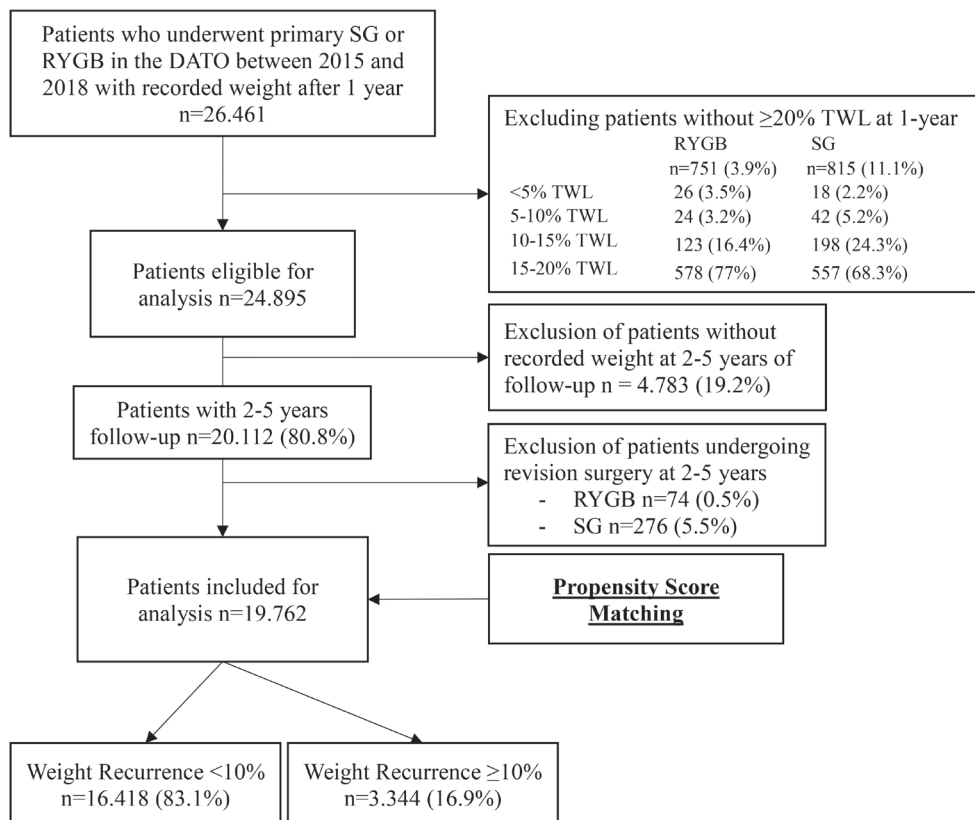 Patients who underwent primary SG or
RYGB in the DATO between 2015 and
2018 with recorded weight after 1 year
n=26.461
Excluding patients without ≥20% TWL at 1-year
RYGB SG
n=751 (3.9%) n=815 (11.1%)
<5% TWL 26 (3.5%) 18 (2.2%)
5-10% TWL 24 (3.2%) 42 (5.2%)
10-15% TWL 123 (16.4%) 198 (24.3%)
15-20% TWL 578 (77%) 557 (68.3%)
Patients eligible for
analysis n=24.895
Exclusion of patients without
recorded weight at 2-5 years of
follow-up n = 4.783 (19.2%)
Patients with 2-5 years
follow-up n=20.112 (80.8%)
Exclusion of patients undergoing
revision surgery at 2-5 years
- RYGB n=74 (0.5%)
- SG n=276 (5.5%)
Patients included for
analysis n=19.762
Propensity Score
Matching
Weight Recurrence <10%
n=16.418 (83.1%)
Weight Recurrence ≥10%
n=3.344 (16.9%)